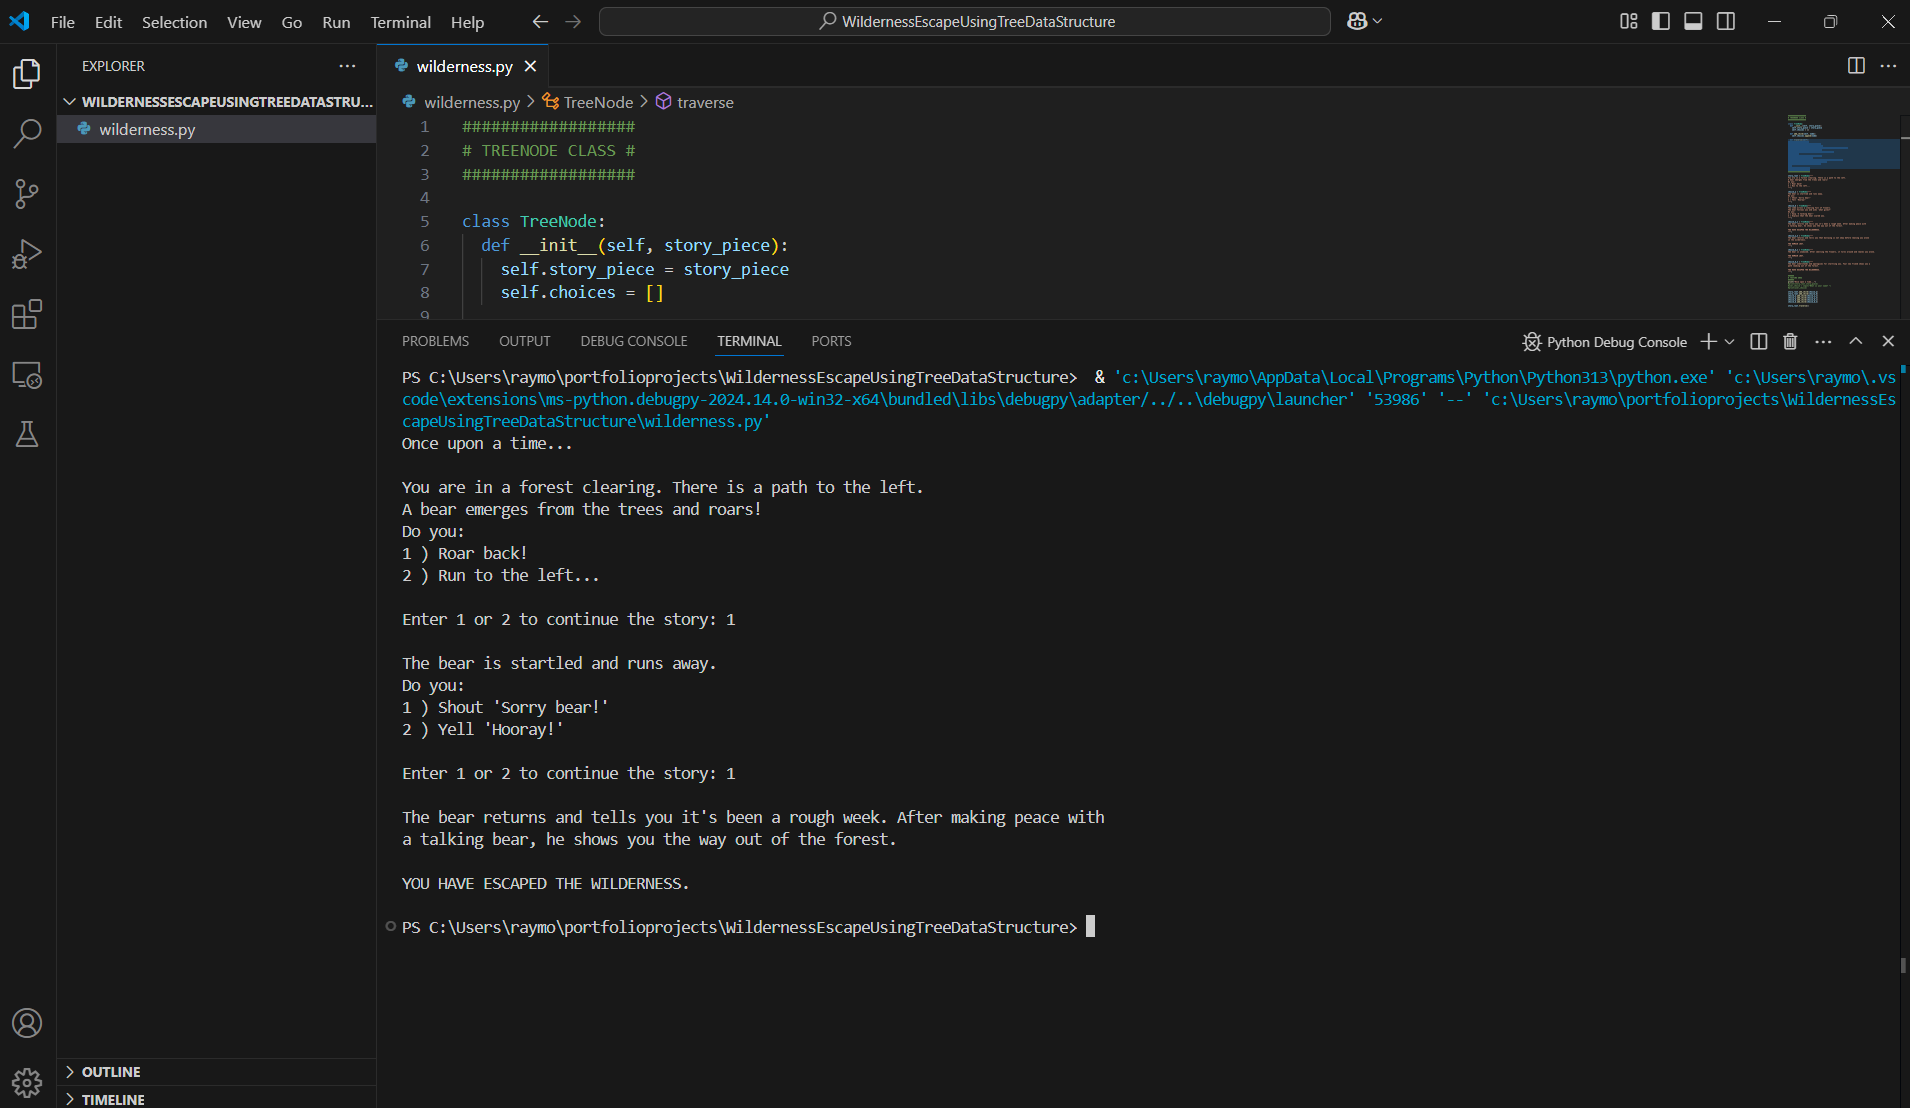 File Edit Selection View Go Run Terminal Help
WildernessEscapeUsingTreeDataStructure
EXPLORER
WILDERNESSESCAPEUSINGTREEDATASTRU...
wilderness.py
OUTLINE
TIMELINE
wilderness.py
wilderness.py > TreeNode > traverse
1 ##################
2 # TREENODE CLASS #
3 ##################
4
5 class TreeNode:
6 def __init__(self, story_piece):
7 self.story_piece = story_piece
8 self.choices = []
9
PROBLEMS OUTPUT DEBUG CONSOLE TERMINAL PORTS
Python Debug Console
PS C:\Users\raymo\portfolioprojects\WildernessEscapeUsingTreeDataStructure> & 'c:\Users\raymo\AppData\Local\Programs\Python\Python313\python.exe' 'c:\Users\raymo\.vs
code\extensions\ms-python.debugpy-2024.14.0-win32-x64\bundled\libs\debugpy\adapter/../..\debugpy\launcher' '53986' '--' 'c:\Users\raymo\portfolioprojects\WildernessEs
capeUsingTreeDataStructure\wilderness.py'
Once upon a time...
You are in a forest clearing. There is a path to the left.
A bear emerges from the trees and roars!
Do you:
1 ) Roar back!
2 ) Run to the left...
Enter 1 or 2 to continue the story: 1
The bear is startled and runs away.
Do you:
1 ) Shout 'Sorry bear!'
2 ) Yell 'Hooray!'
Enter 1 or 2 to continue the story: 1
The bear returns and tells you it's been a rough week. After making peace with
a talking bear, he shows you the way out of the forest.
YOU HAVE ESCAPED THE WILDERNESS.
PS C:\Users\raymo\portfolioprojects\WildernessEscapeUsingTreeDataStructure>